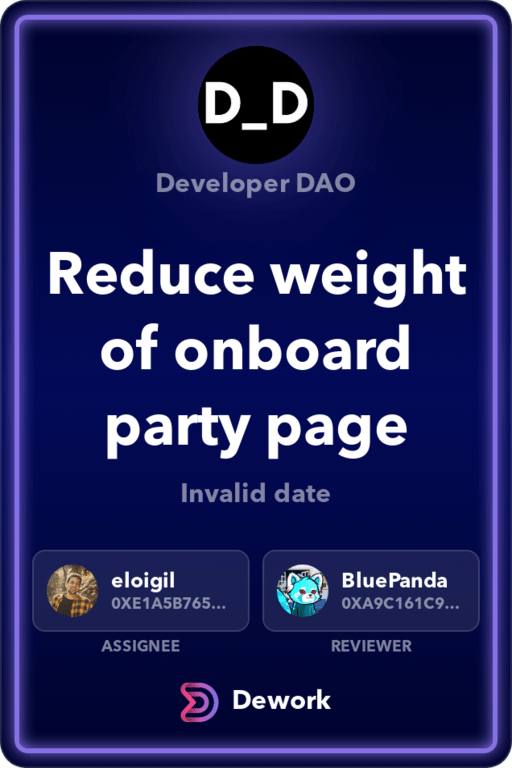 D_D
Developer DAO
Reduce weight
of onboard
party page
Invalid date
eloigil
0XE1A5B765...
BluePanda
0XA9C161C9...
ASSIGNEE
REVIEWER
Dework